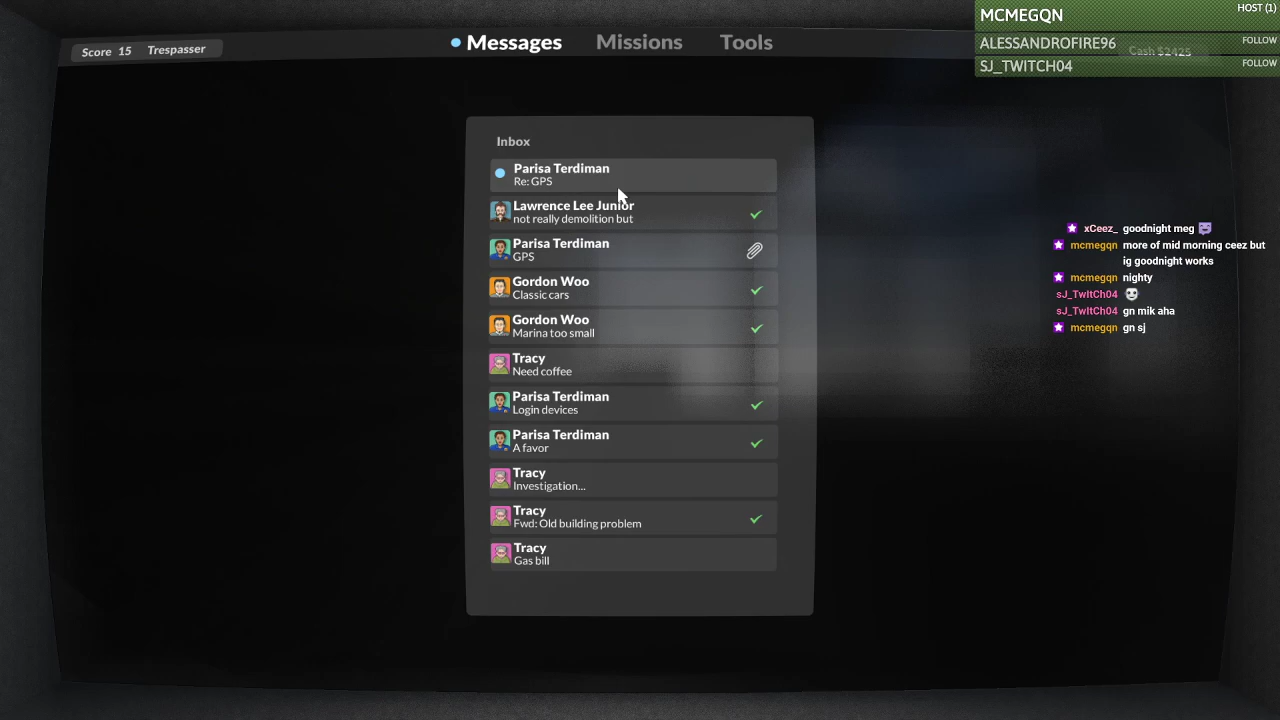 Score 15 Trespasser
Messages
Missions
Tools
Cash $2425
MCMEGQN
HOST (1)
ALESSANDROFIRE96
FOLLOW
SJ_TWITCH04
FOLLOW
Inbox
Parisa Terdiman
Re: GPS
Lawrence Lee Junior
not really demolition but
Parisa Terdiman
GPS
Gordon Woo
Classic cars
Gordon Woo
Marina too small
Tracy
Need coffee
Parisa Terdiman
Login devices
Parisa Terdiman
A favor
Tracy
Investigation...
Tracy
Fwd: Old building problem
Tracy
Gas bill
xCeez_ goodnight meg
mcmegqn more of mid morning ceez but
ig goodnight works
mcmegqn nighty
sJ_TwItCh04
sJ_TwItCh04 gn mik aha
mcmegqn gn sj